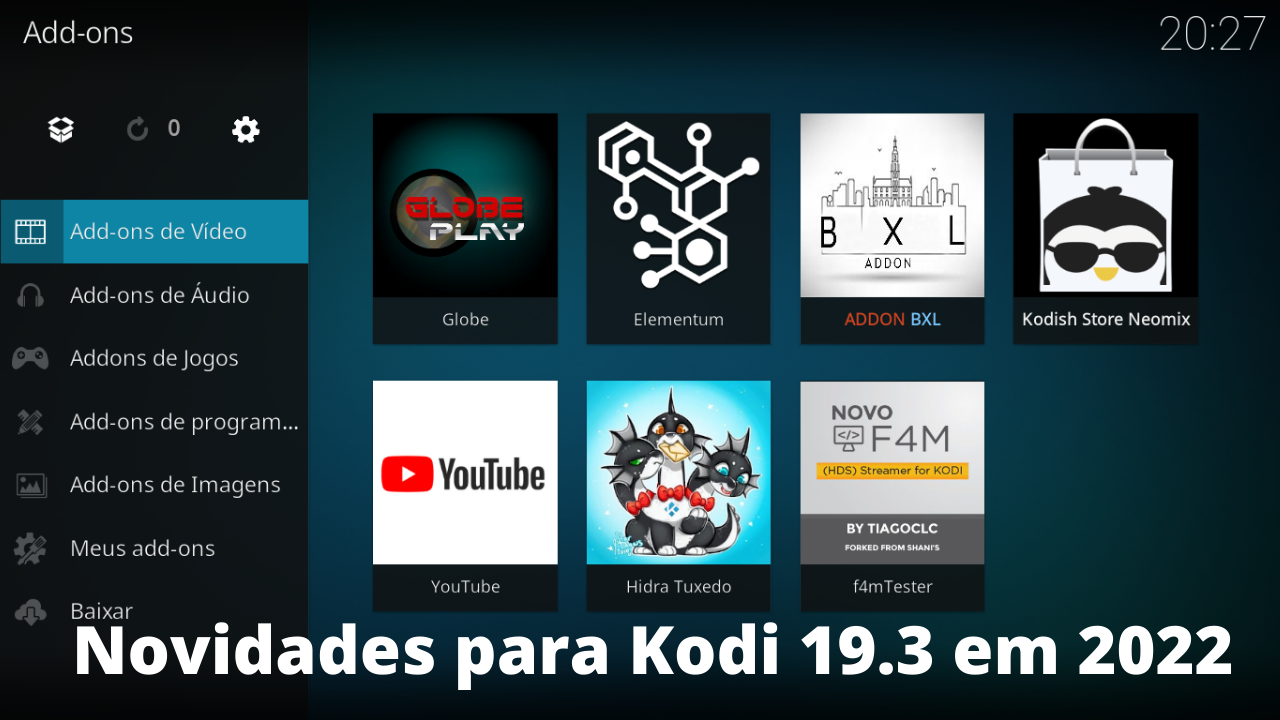 Add-ons
20:27
0
Add-ons de Vídeo
Add-ons de Áudio
Addons de Jogos
Add-ons de program...
Add-ons de Imagens
Meus add-ons
Baixar
GLOBE
PLAY
Globe
Elementum
B X L
ADDON
ADDON BXL
Kodish Store Neomix
YouTube
YouTube
Hidra Tuxedo
NOVO
F4M
(HDS) Streamer for KODI
BY TIAGOCLC
FORKED FROM SHANI'S
f4mTester
Novidades para Kodi 19.3 em 2022